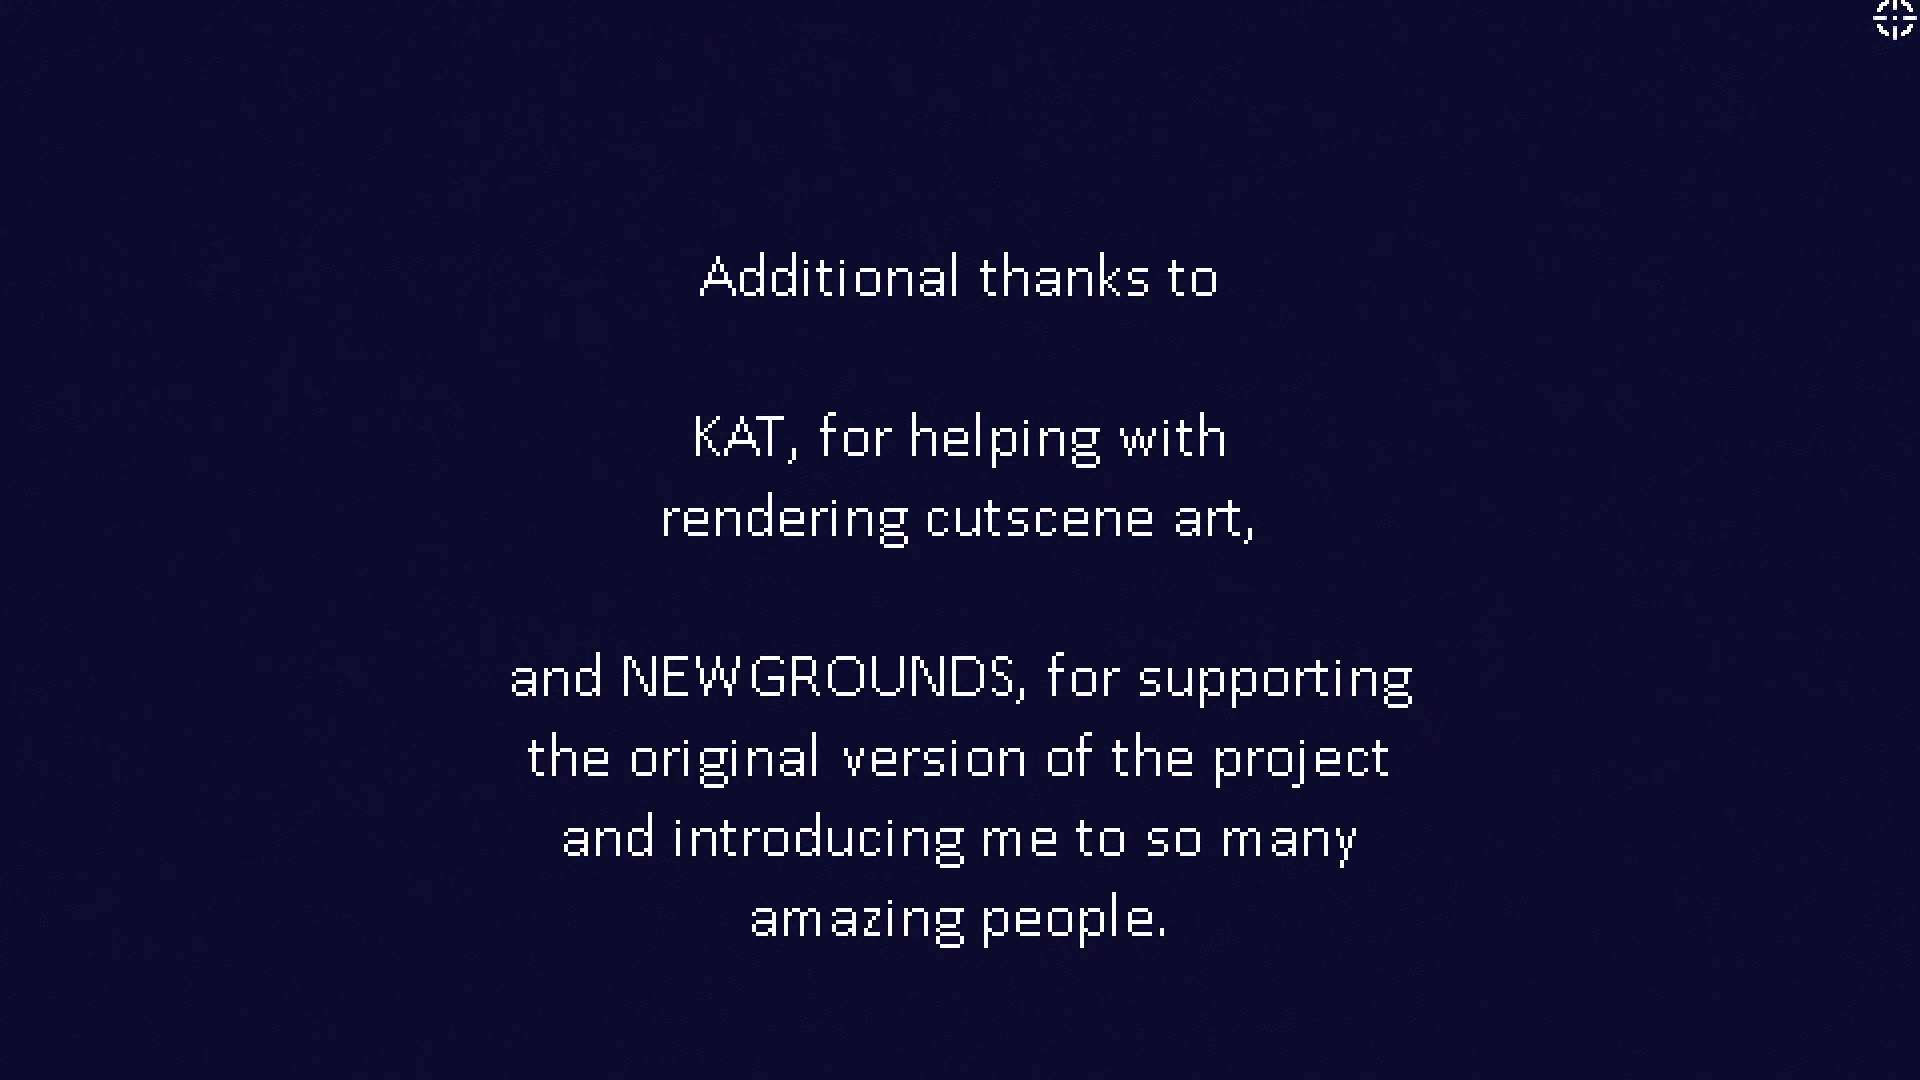 Additional thanks to
KAT, for helping with
rendering cutscene art,
and NEWGROUNDS, for supporting
the original version of the project
and introducing me to so many
amazing people.